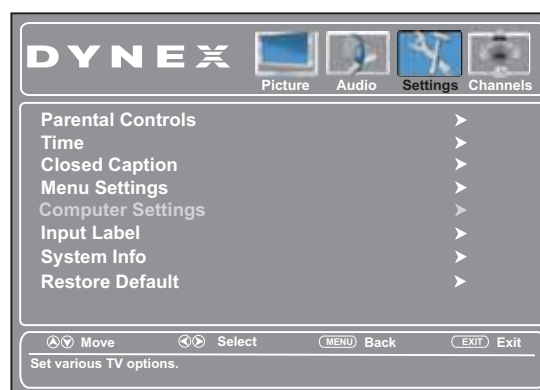 DYNEX
Picture Audio Settings Channels
Parental Controls
Time
Closed Caption
Menu Settings
Computer Settings
Input Label
System Info
Restore Default
Move Select MENU Back EXIT Exit
Set various TV options.